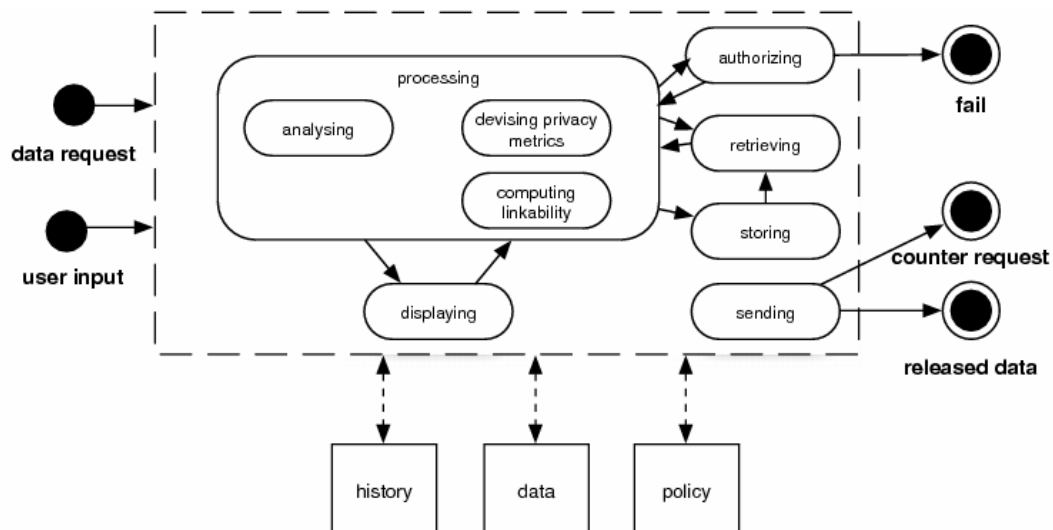 authorizing
processing
fail
analysing
devising privacy
metrics
data request
retrieving
computing
linkability
storing
user input
counter request
displaying
sending
released data
history
data
policy